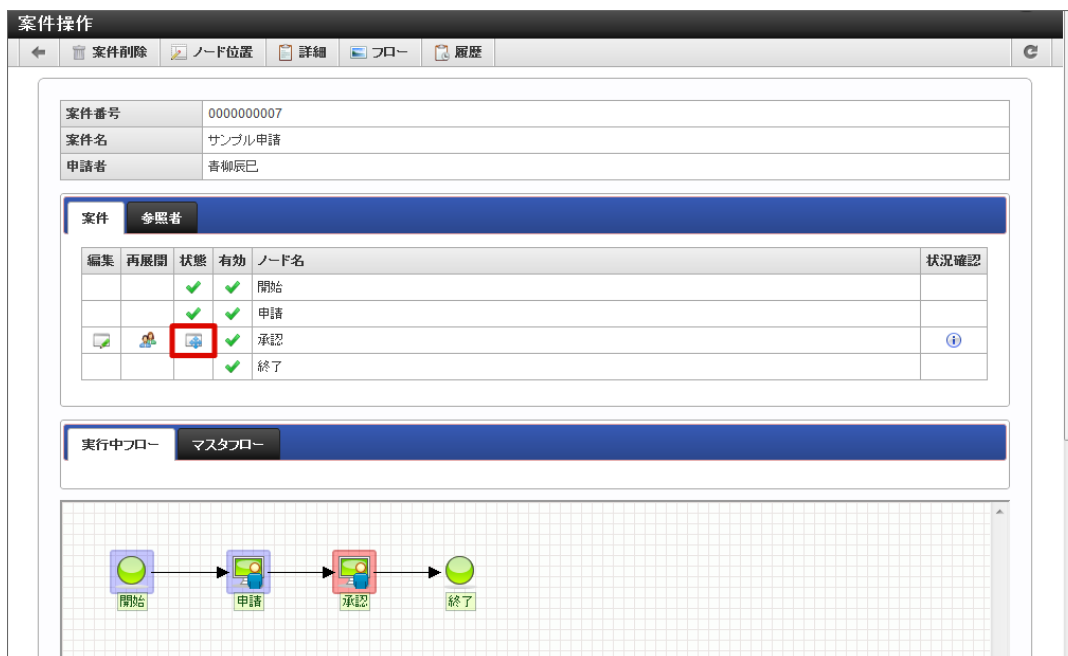 案件操作
案件削除 ノード位置 詳細 フロー 履歴
案件番号 0000000007
案件名 サンプル申請
申請者 青柳辰巳
案件 参照者
編集 再展開 状態 有効 ノード名 状況確認
開始
申請
承認
終了
実行中フロー マスタフロー
開始 申請 承認 終了